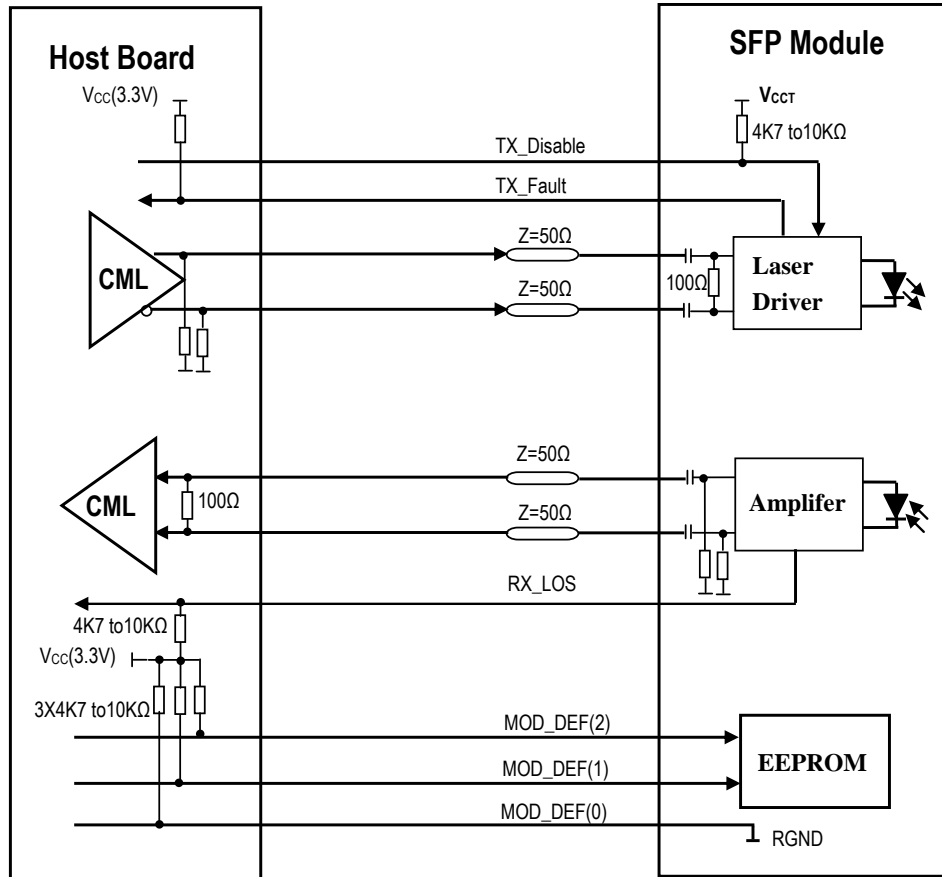 Host Board
SFP Module
Vcc(3.3V)
VCCT
4K7 to10KΩ
TX_Disable
TX_Fault
CML
Z=50Ω
Z=50Ω
100Ω
Laser
Driver
CML
100Ω
Z=50Ω
Z=50Ω
Amplifer
RX_LOS
4K7 to10KΩ
Vcc(3.3V)
3X4K7 to10KΩ
MOD_DEF(2)
MOD_DEF(1)
MOD_DEF(0)
EEPROM
RGND